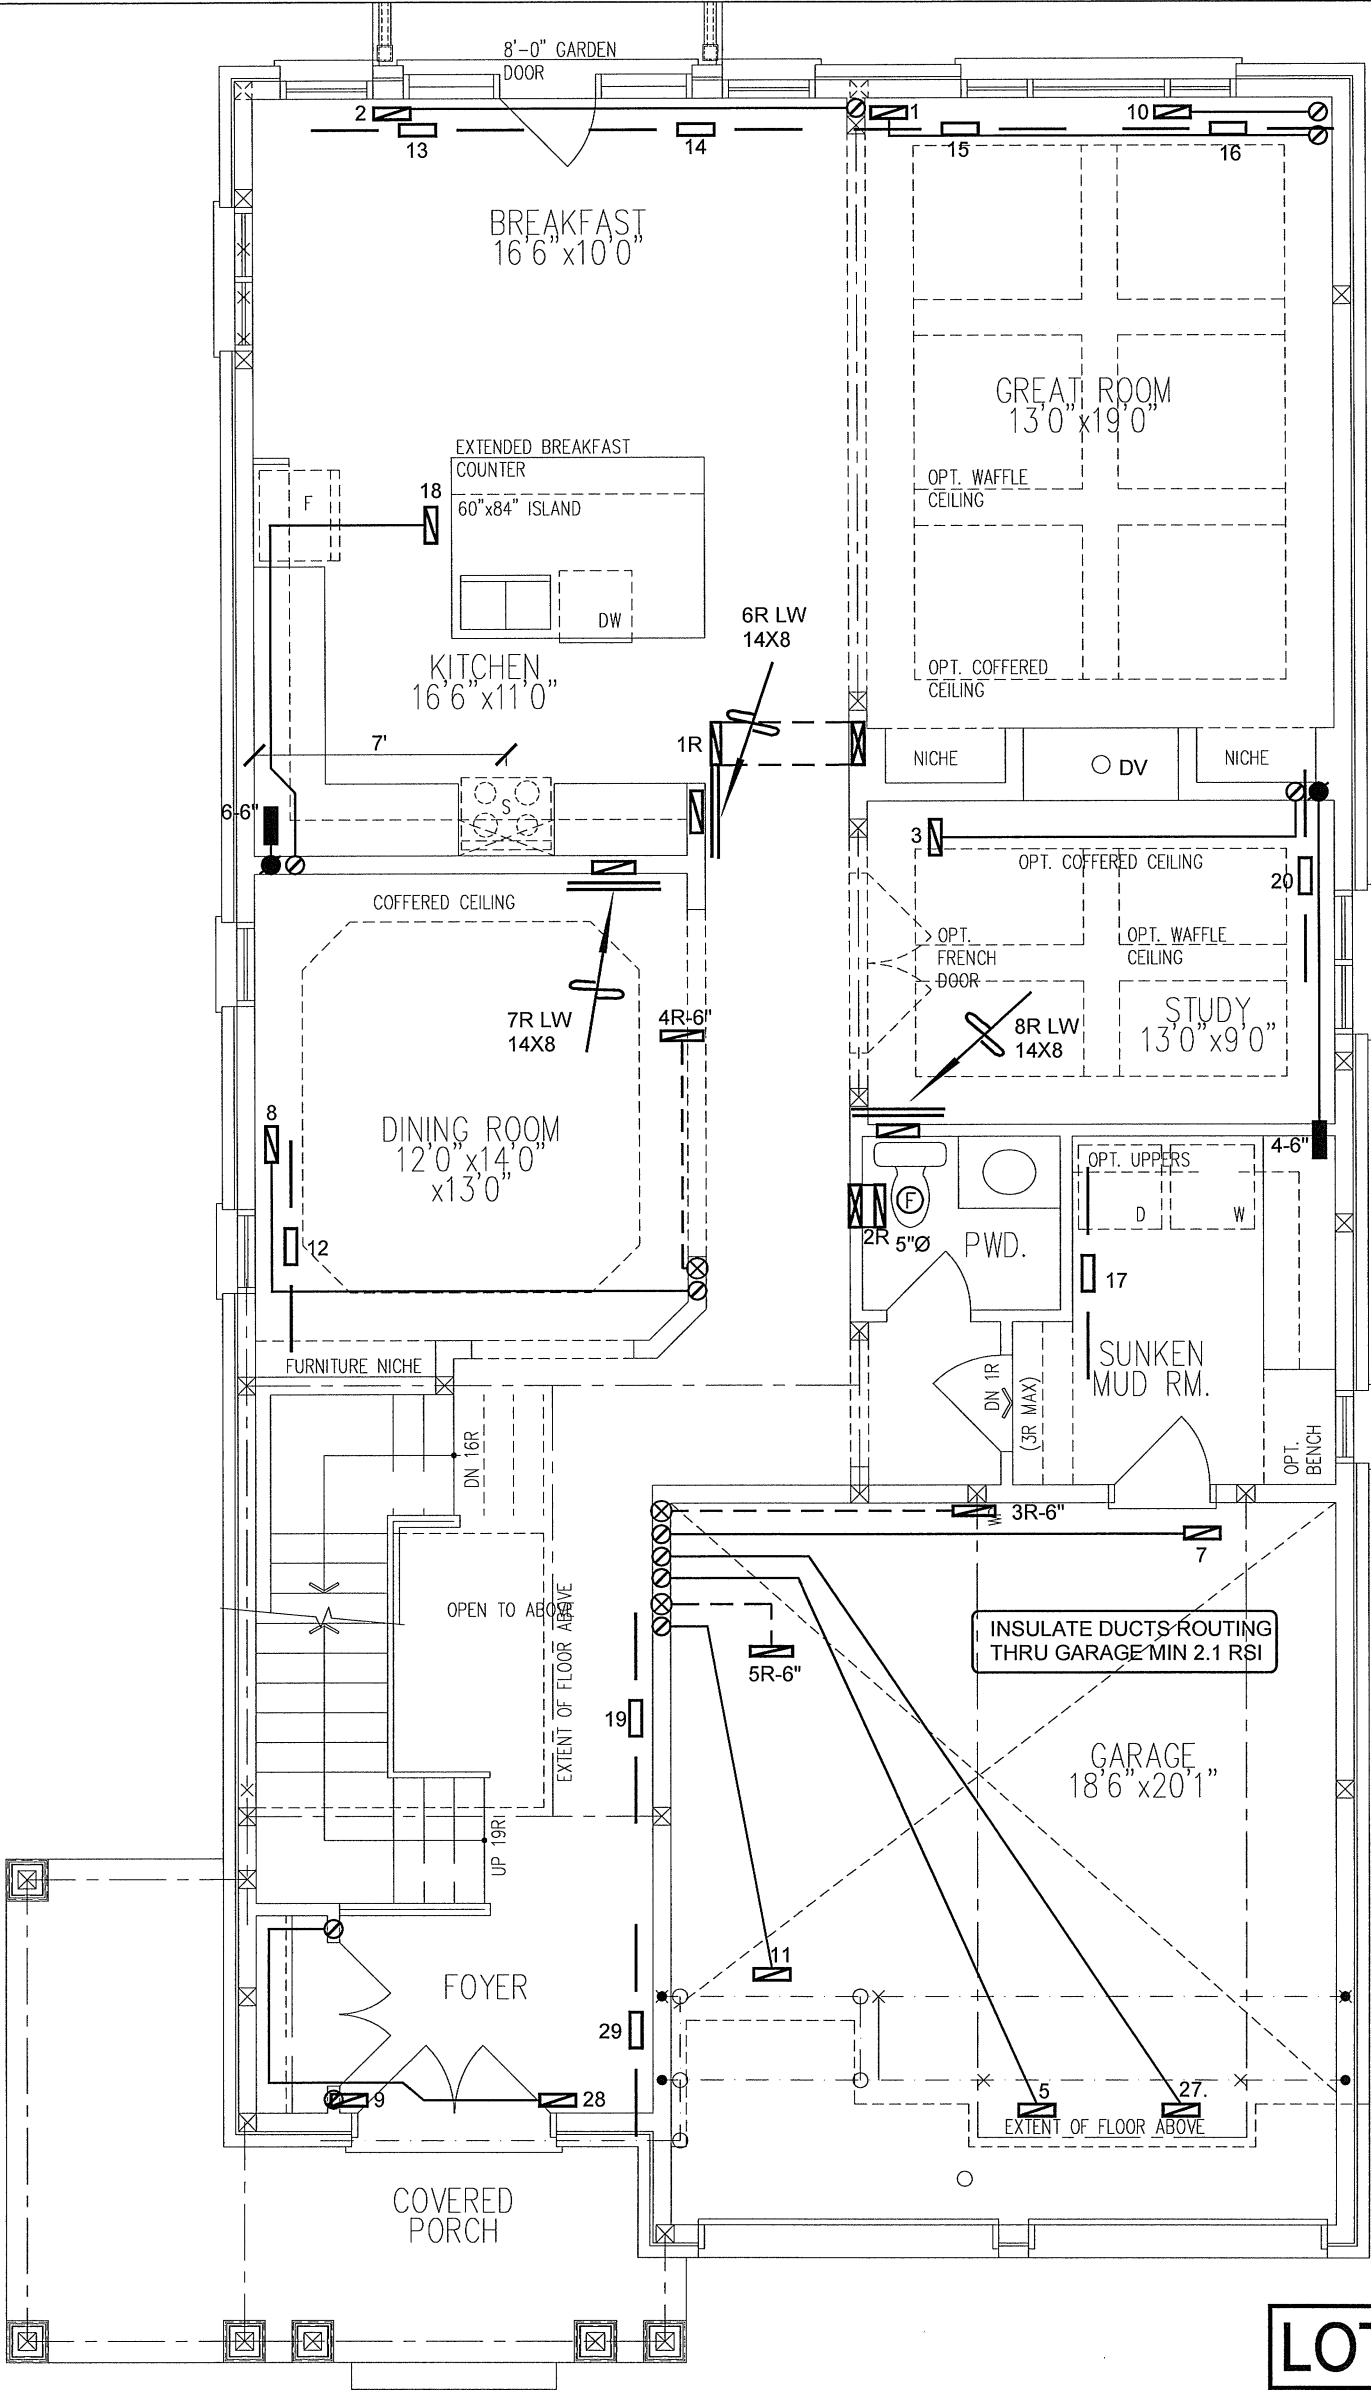 8'-0" GARDEN
DOOR
2
1
10
13
14
15
16
BREAKFAST
16'6"x10'0"
GREAT ROOM
13'0"x19'0"
EXTENDED BREAKFAST
COUNTER
60"x84" ISLAND
OPT. WAFFLE
CEILING
18
F
DW
6R LW
14X8
KITCHEN
16'6"x11'0"
OPT. COFFERED
CEILING
7'
1R
NICHE
DV
NICHE
S
6-6"
3
OPT. COFFERED CEILING
20
COFFERED CEILING
OPT.
FRENCH
DOOR
OPT. WAFFLE
CEILING
7R LW
14X8
4R-6"
8R LW
14X8
STUDY
13'0"x9'0"
8
DINING ROOM
12'0"x14'0"
x13'0"
4-6"
OPT. UPPERS
D
W
F
2R
5"Ø
PWD.
12
17
FURNITURE NICHE
SUNKEN
MUD RM.
DN 1R
(3R MAX)
DN 16R
OPT.
BENCH
3R-6"
7
OPEN TO ABOVE
EXTENT OF FLOOR ABOVE
INSULATE DUCTS ROUTING
THRU GARAGE MIN 2.1 RSI
5R-6"
19
GARAGE
18'6"x20'1"
UP 19R
11
FOYER
29
9
28
5
27.
EXTENT OF FLOOR ABOVE
COVERED
PORCH
LOT